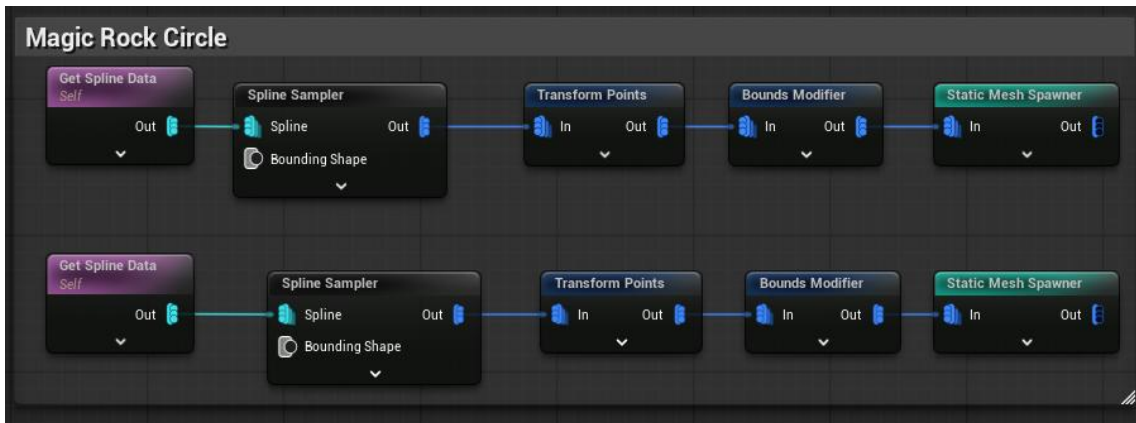 Magic Rock Circle
Get Spline Data
Self
Out
Spline Sampler
Spline Out
Bounding Shape
Transform Points
In Out
Bounds Modifier
In Out
Static Mesh Spawner
In Out
Get Spline Data
Self
Out
Spline Sampler
Spline Out
Bounding Shape
Transform Points
In Out
Bounds Modifier
In Out
Static Mesh Spawner
In Out